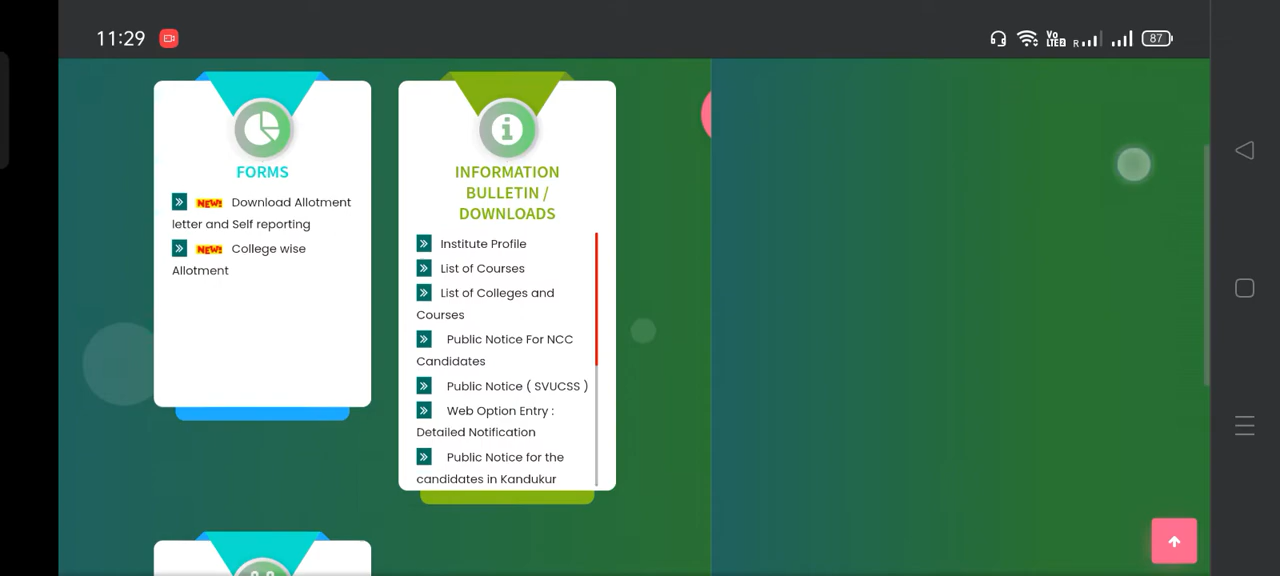 11:29
Vo
LTE2
R
87
FORMS
NEW! Download Allotment
letter and Self reporting
NEW! College wise
Allotment
INFORMATION
BULLETIN /
DOWNLOADS
Institute Profile
List of Courses
List of Colleges and
Courses
Public Notice For NCC
Candidates
Public Notice ( SVUCSS )
Web Option Entry :
Detailed Notification
Public Notice for the
candidates in Kandukur